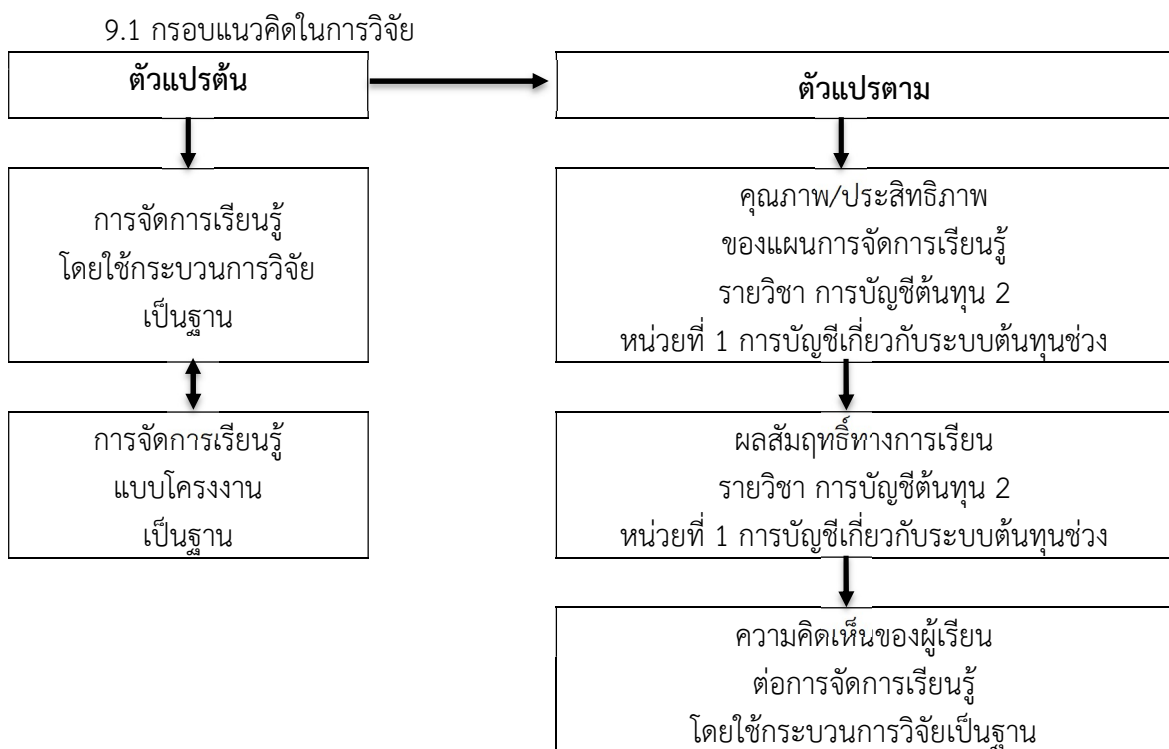 9.1 กรอบแนวคิดในการวิจัย
ตัวแปรต้น
ตัวแปรตาม
การจัดการเรียนรู้
โดยใช้กระบวนการวิจัย
เป็นฐาน
คุณภาพ/ประสิทธิภาพ
ของแผนการจัดการเรียนรู้
รายวิชา การบัญชีต้นทุน 2
หน่วยที่ 1 การบัญชีเกี่ยวกับระบบต้นทุนช่วง
การจัดการเรียนรู้
แบบโครงงาน
เป็นฐาน
ผลสัมฤทธิ์ทางการเรียน
รายวิชา การบัญชีต้นทุน 2
หน่วยที่ 1 การบัญชีเกี่ยวกับระบบต้นทุนช่วง
ความคิดเห็นของผู้เรียน
ต่อการจัดการเรียนรู้
โดยใช้กระบวนการวิจัยเป็นฐาน